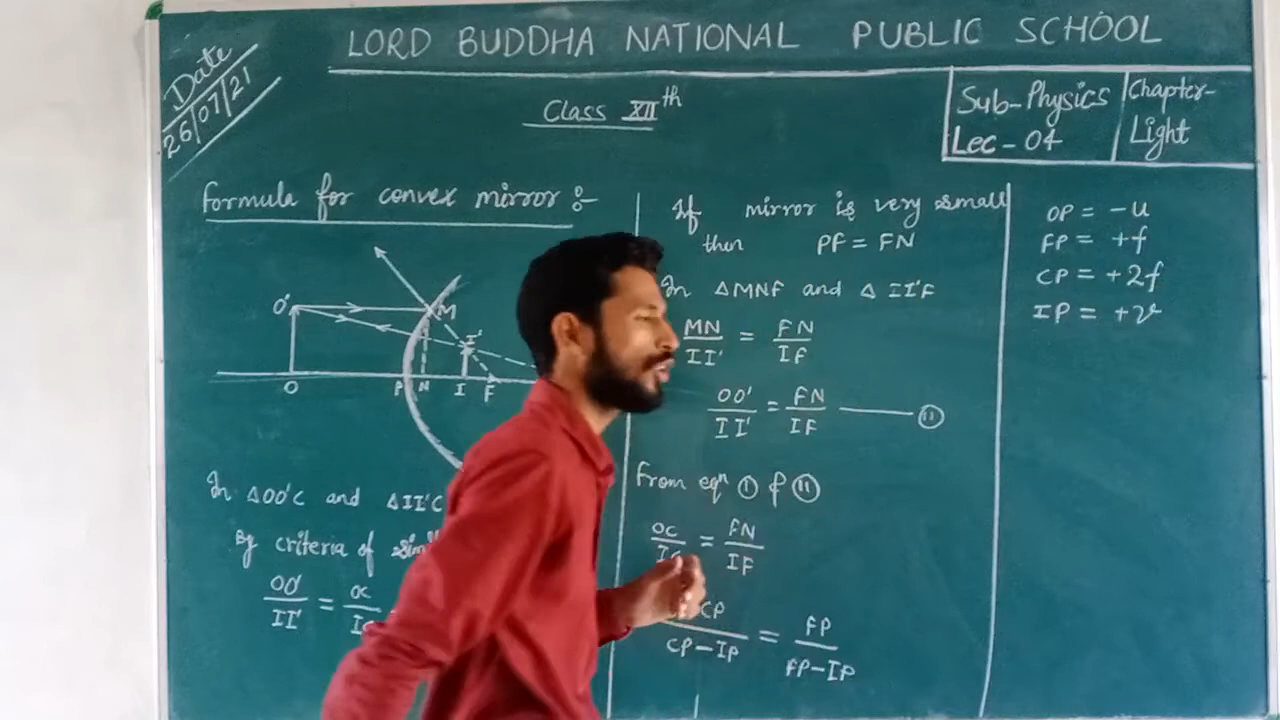 LORD BUDDHA NATIONAL PUBLIC SCHOOL
Date
26/07/21
Class XIIth
Sub-Physics
Lec-04
Chapter-
Light
Formula for convex mirror :-
O' M I'
O P N I F
In ΔOO'C and ΔII'C
By criteria of
OO'/II' = OC/
If mirror is very small
then PF = FN
In ΔMNF and ΔII'F
MN/II' = FN/IF
OO'/II' = FN/IF —— (II)
From eqn (I) & (II)
OC/IC = FN/IF
CP/CP-IP = FP/FP-IP
OP = -u
FP = +f
CP = +2f
IP = +v